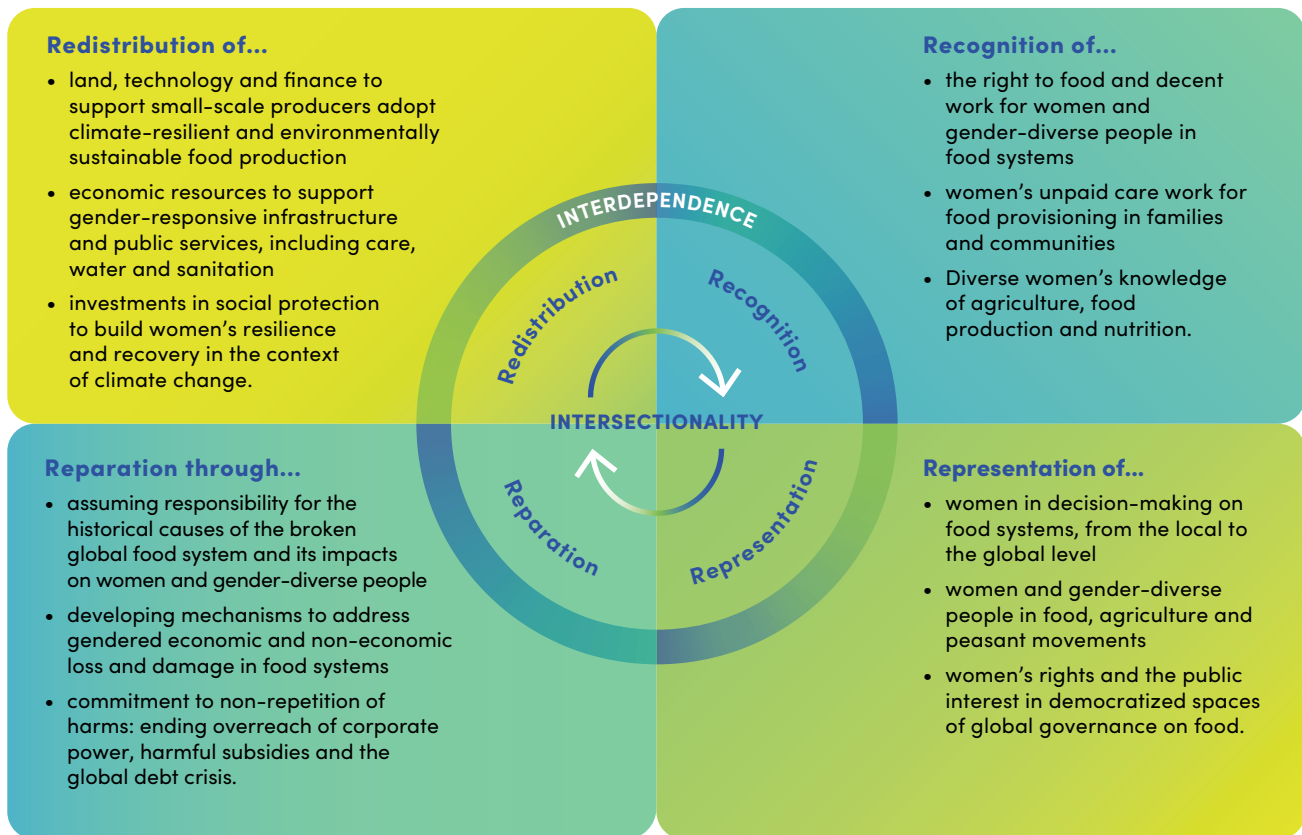 Redistribution of...
• land, technology and finance to
support small-scale producers adopt
climate-resilient and environmentally
sustainable food production
• economic resources to support
gender-responsive infrastructure
and public services, including care,
water and sanitation
• investments in social protection
to build women's resilience
and recovery in the context
of climate change.
Recognition of...
• the right to food and decent
work for women and
gender-diverse people in
food systems
• women's unpaid care work for
food provisioning in families
and communities
• Diverse women's knowledge
of agriculture, food
production and nutrition.
INTERDEPENDENCE
Redistribution
Recognition
INTERSECTIONALITY
Reparation
Representation
Reparation through...
• assuming responsibility for the
historical causes of the broken
global food system and its impacts
on women and gender-diverse people
• developing mechanisms to address
gendered economic and non-economic
loss and damage in food systems
• commitment to non-repetition of
harms: ending overreach of corporate
power, harmful subsidies and the
global debt crisis.
Representation of...
• women in decision-making on
food systems, from the local to
the global level
• women and gender-diverse
people in food, agriculture and
peasant movements
• women's rights and the public
interest in democratized spaces
of global governance on food.